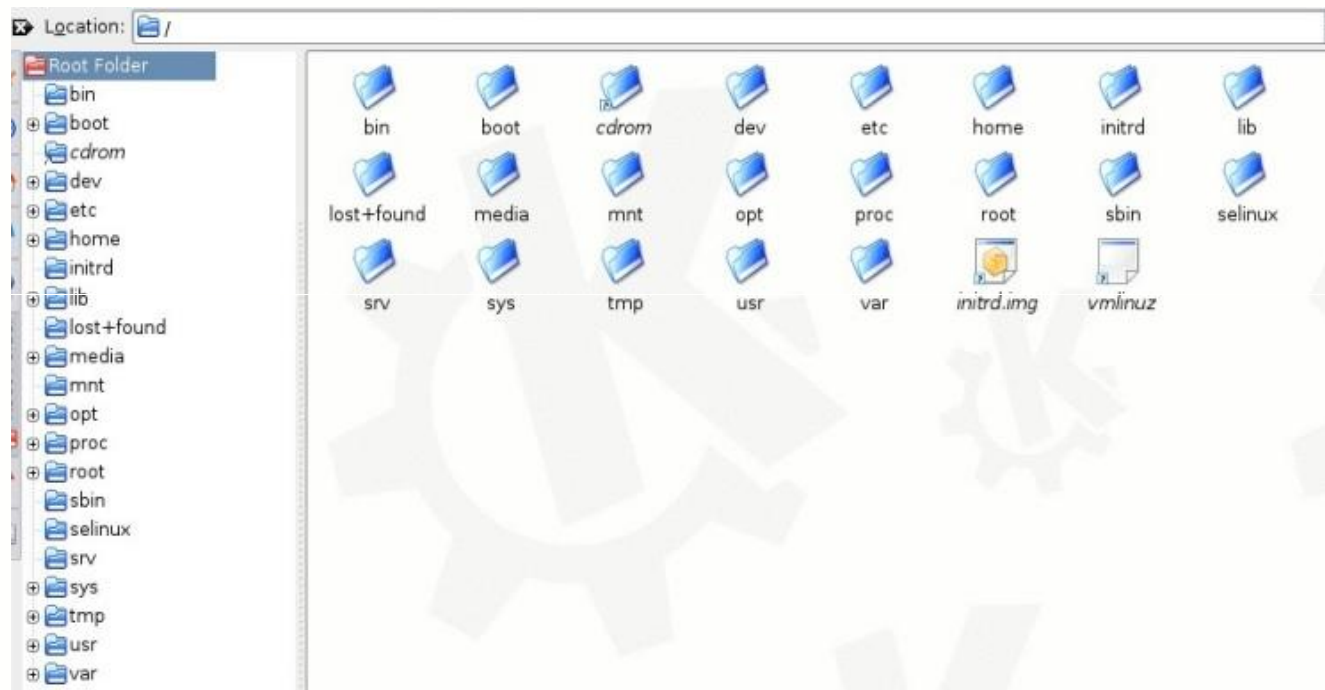 Location: /
Root Folder
bin
boot
cdrom
dev
etc
home
initrd
lib
lost+found
media
mnt
opt
proc
root
sbin
selinux
srv
sys
tmp
usr
var
bin boot cdrom dev etc home initrd lib
lost+found media mnt opt proc root sbin selinux
srv sys tmp usr var initrd.img vmlinuz